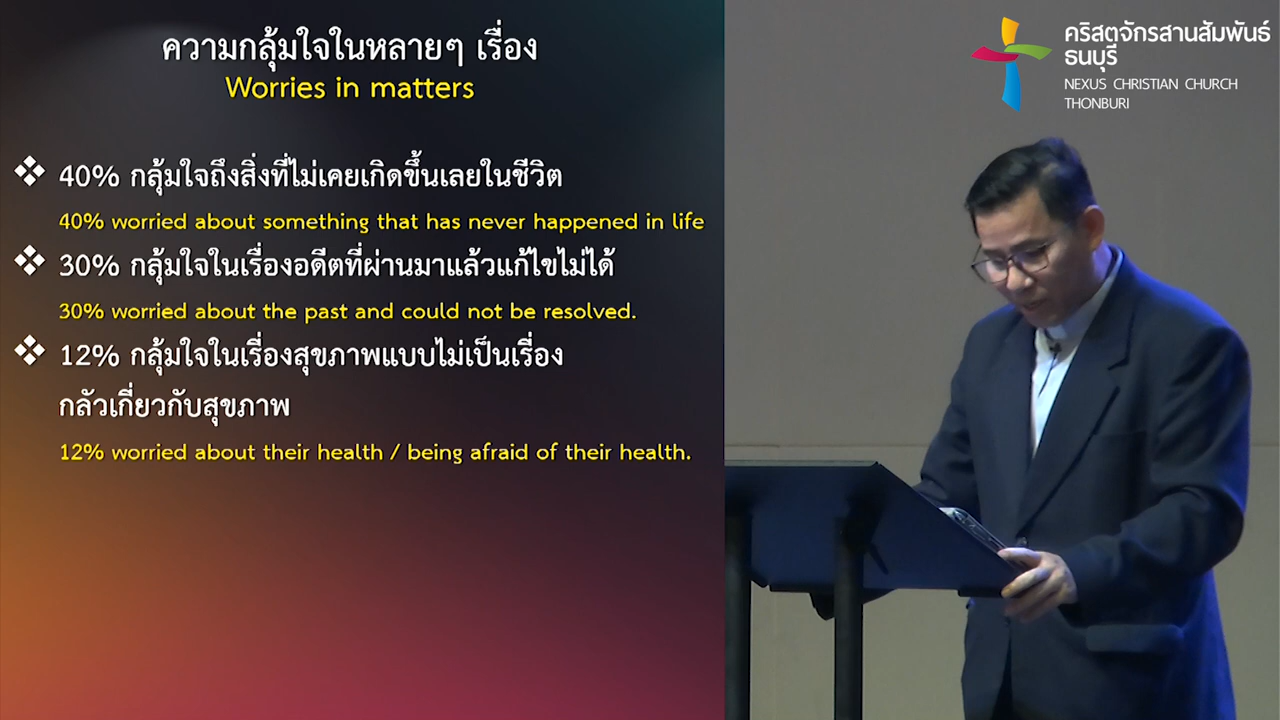 ความกลุ้มใจในหลายๆ เรื่อง
Worries in matters
40% กลุ้มใจถึงสิ่งที่ไม่เคยเกิดขึ้นเลยในชีวิต
40% worried about something that has never happened in life
30% กลุ้มใจในเรื่องอดีตที่ผ่านมาแล้วแก้ไขไม่ได้
30% worried about the past and could not be resolved.
12% กลุ้มใจในเรื่องสุขภาพแบบไม่เป็นเรื่อง
กลัวเกี่ยวกับสุขภาพ
12% worried about their health / being afraid of their health.
คริสตจักรสานสัมพันธ์
ธนบุรี
NEXUS CHRISTIAN CHURCH
THONBURI